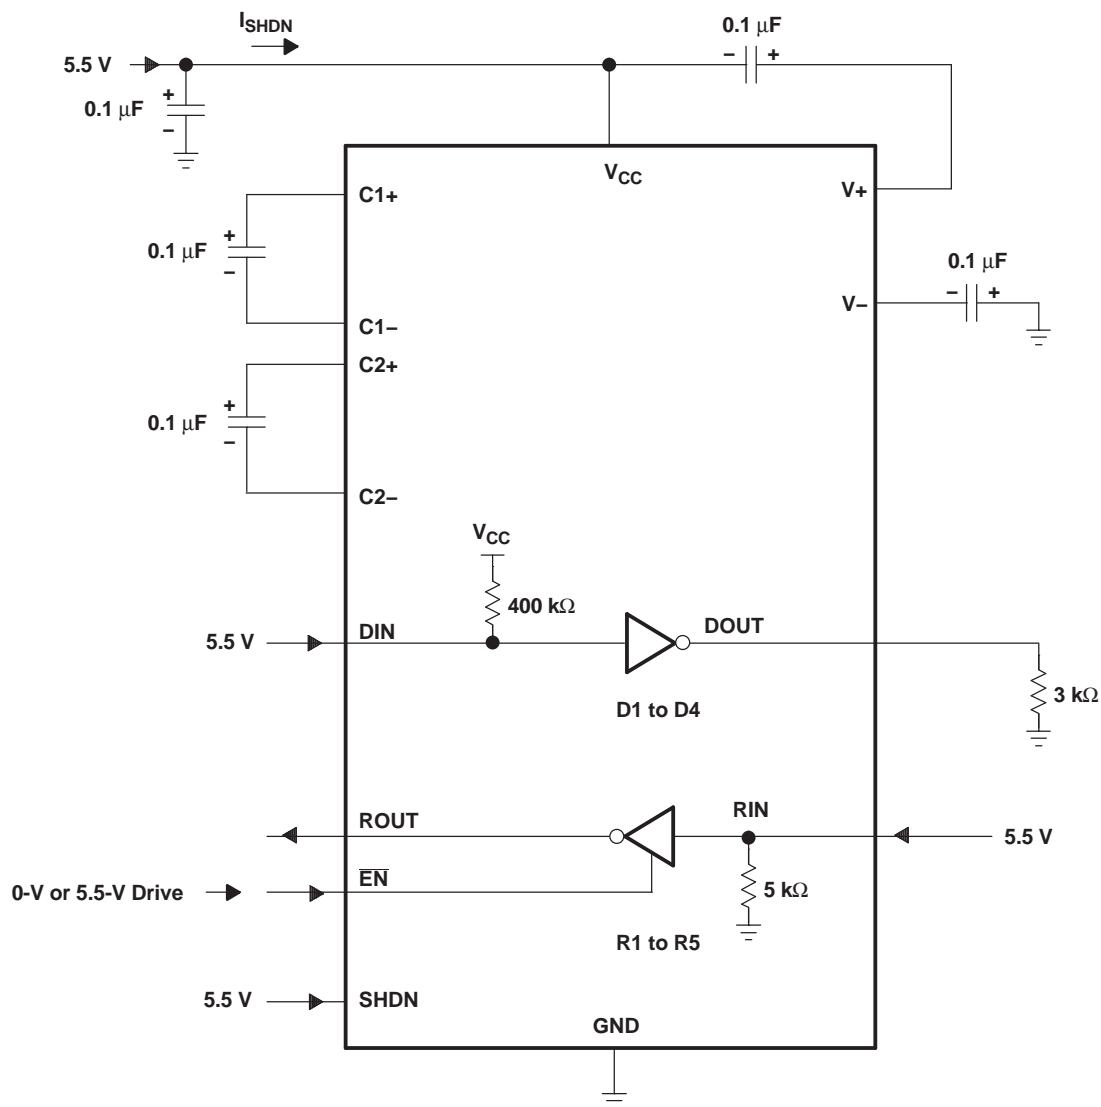 I_SHDN
0.1 μF
5.5 V
− +
+
0.1 μF
−
V_CC
C1+
V+
+
0.1 μF
−
0.1 μF
− +
V−
C1−
C2+
+
0.1 μF
−
C2−
V_CC
400 kΩ
5.5 V
DIN
DOUT
3 kΩ
D1 to D4
ROUT
RIN
5.5 V
0-V or 5.5-V Drive
E̅N̅
5 kΩ
R1 to R5
5.5 V
SHDN
GND